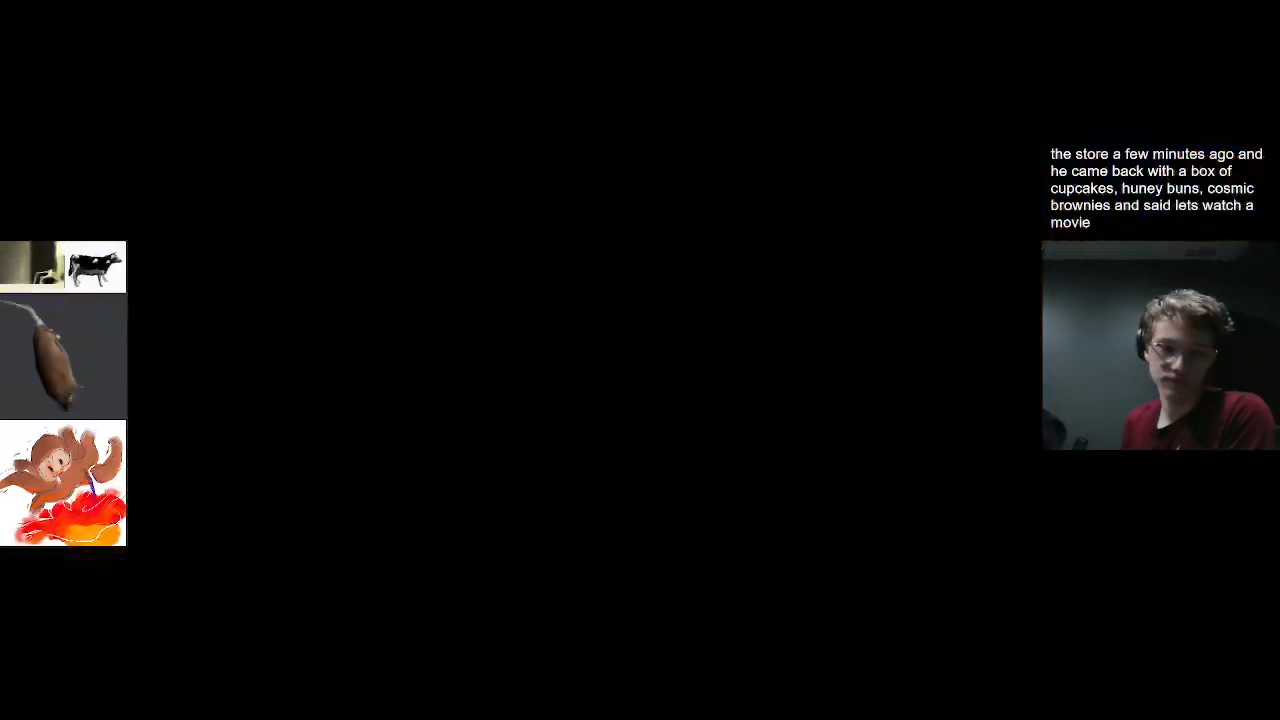 the store a few minutes ago and
he came back with a box of
cupcakes, huney buns, cosmic
brownies and said lets watch a
movie